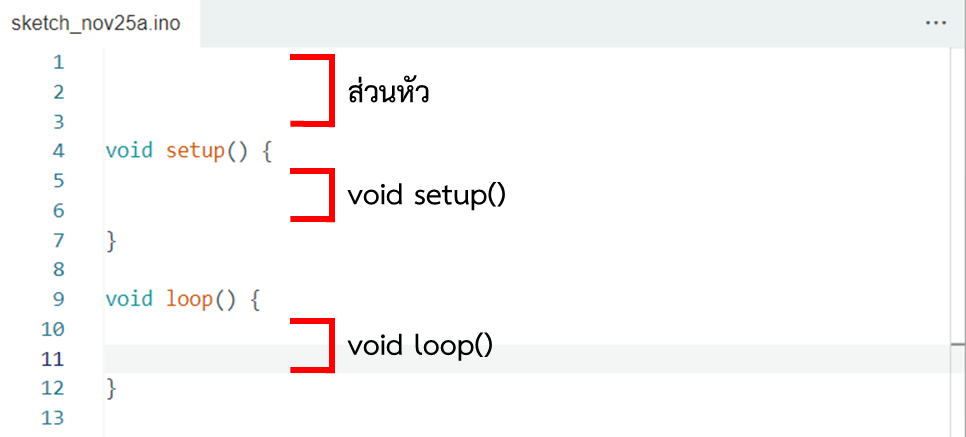 sketch_nov25a.ino
...
1
2 ส่วนหัว
3
4 void setup() {
5 void setup()
6
7 }
8
9 void loop() {
10 void loop()
11
12 }
13